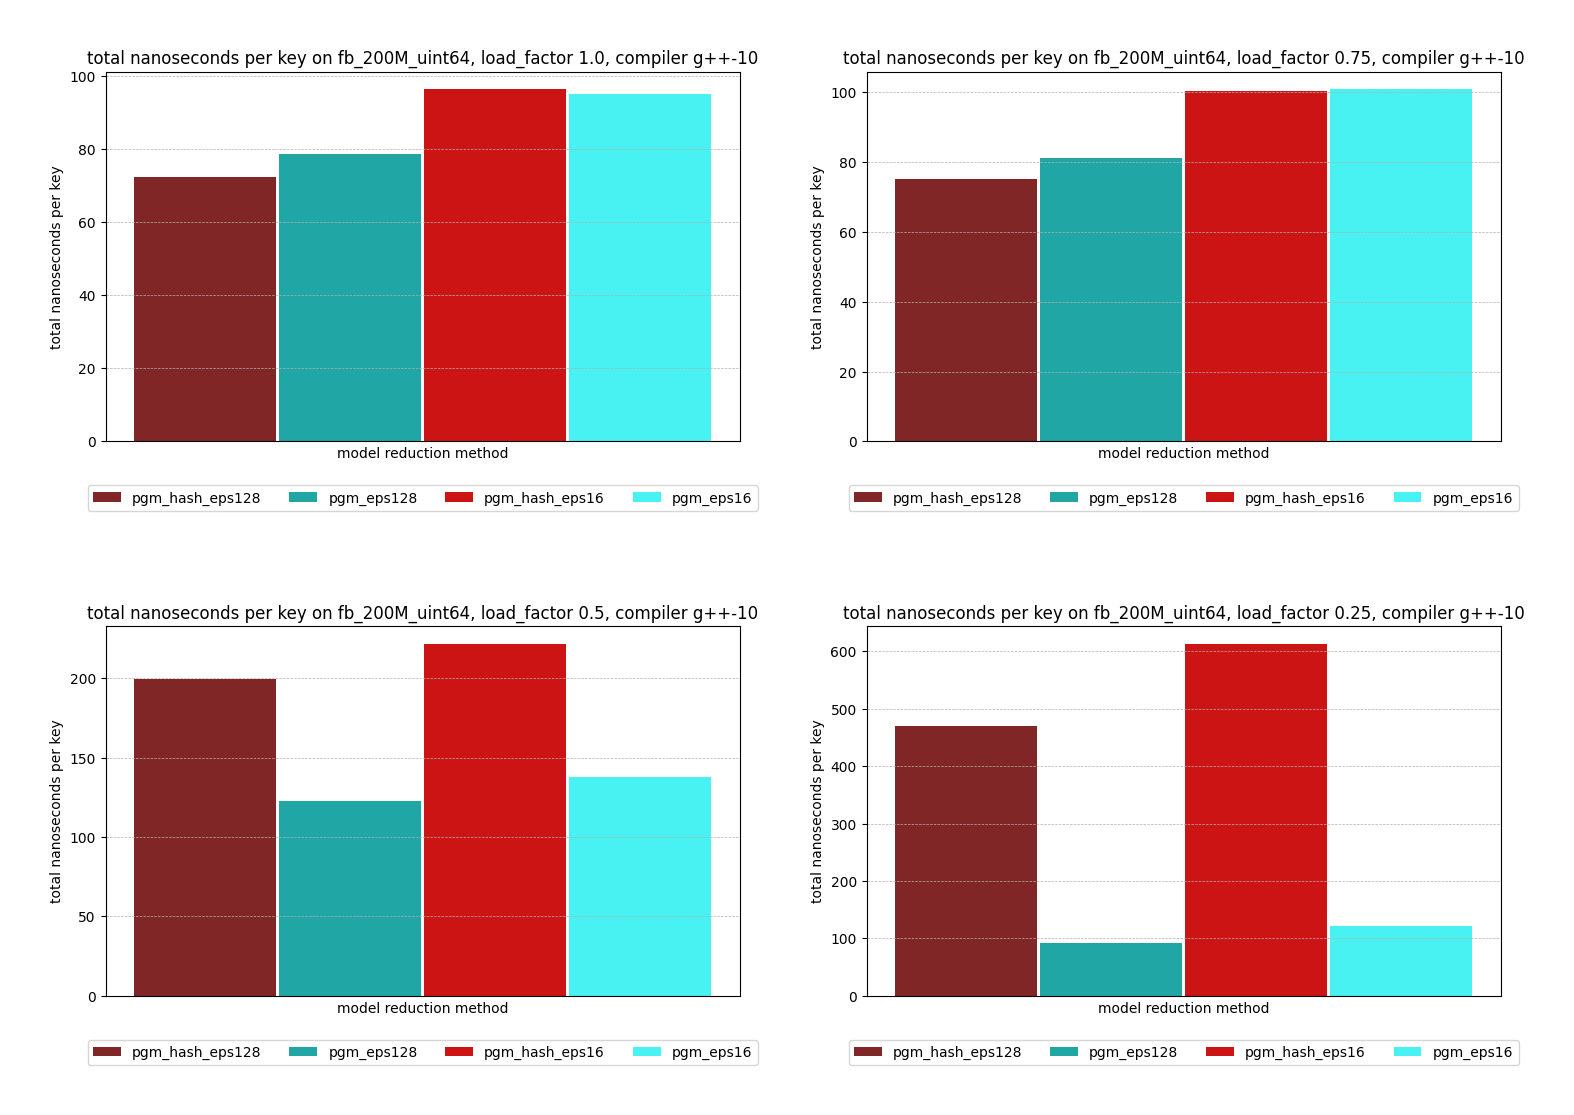 total nanoseconds per key on fb_200M_uint64, load_factor 1.0, compiler g++-10
100
80
60
40
20
0
total nanoseconds per key
model reduction method
pgm_hash_eps128 pgm_eps128 pgm_hash_eps16 pgm_eps16
total nanoseconds per key on fb_200M_uint64, load_factor 0.75, compiler g++-10
100
80
60
40
20
0
total nanoseconds per key
model reduction method
pgm_hash_eps128 pgm_eps128 pgm_hash_eps16 pgm_eps16
total nanoseconds per key on fb_200M_uint64, load_factor 0.5, compiler g++-10
200
150
100
50
0
total nanoseconds per key
model reduction method
pgm_hash_eps128 pgm_eps128 pgm_hash_eps16 pgm_eps16
total nanoseconds per key on fb_200M_uint64, load_factor 0.25, compiler g++-10
600
500
400
300
200
100
0
total nanoseconds per key
model reduction method
pgm_hash_eps128 pgm_eps128 pgm_hash_eps16 pgm_eps16